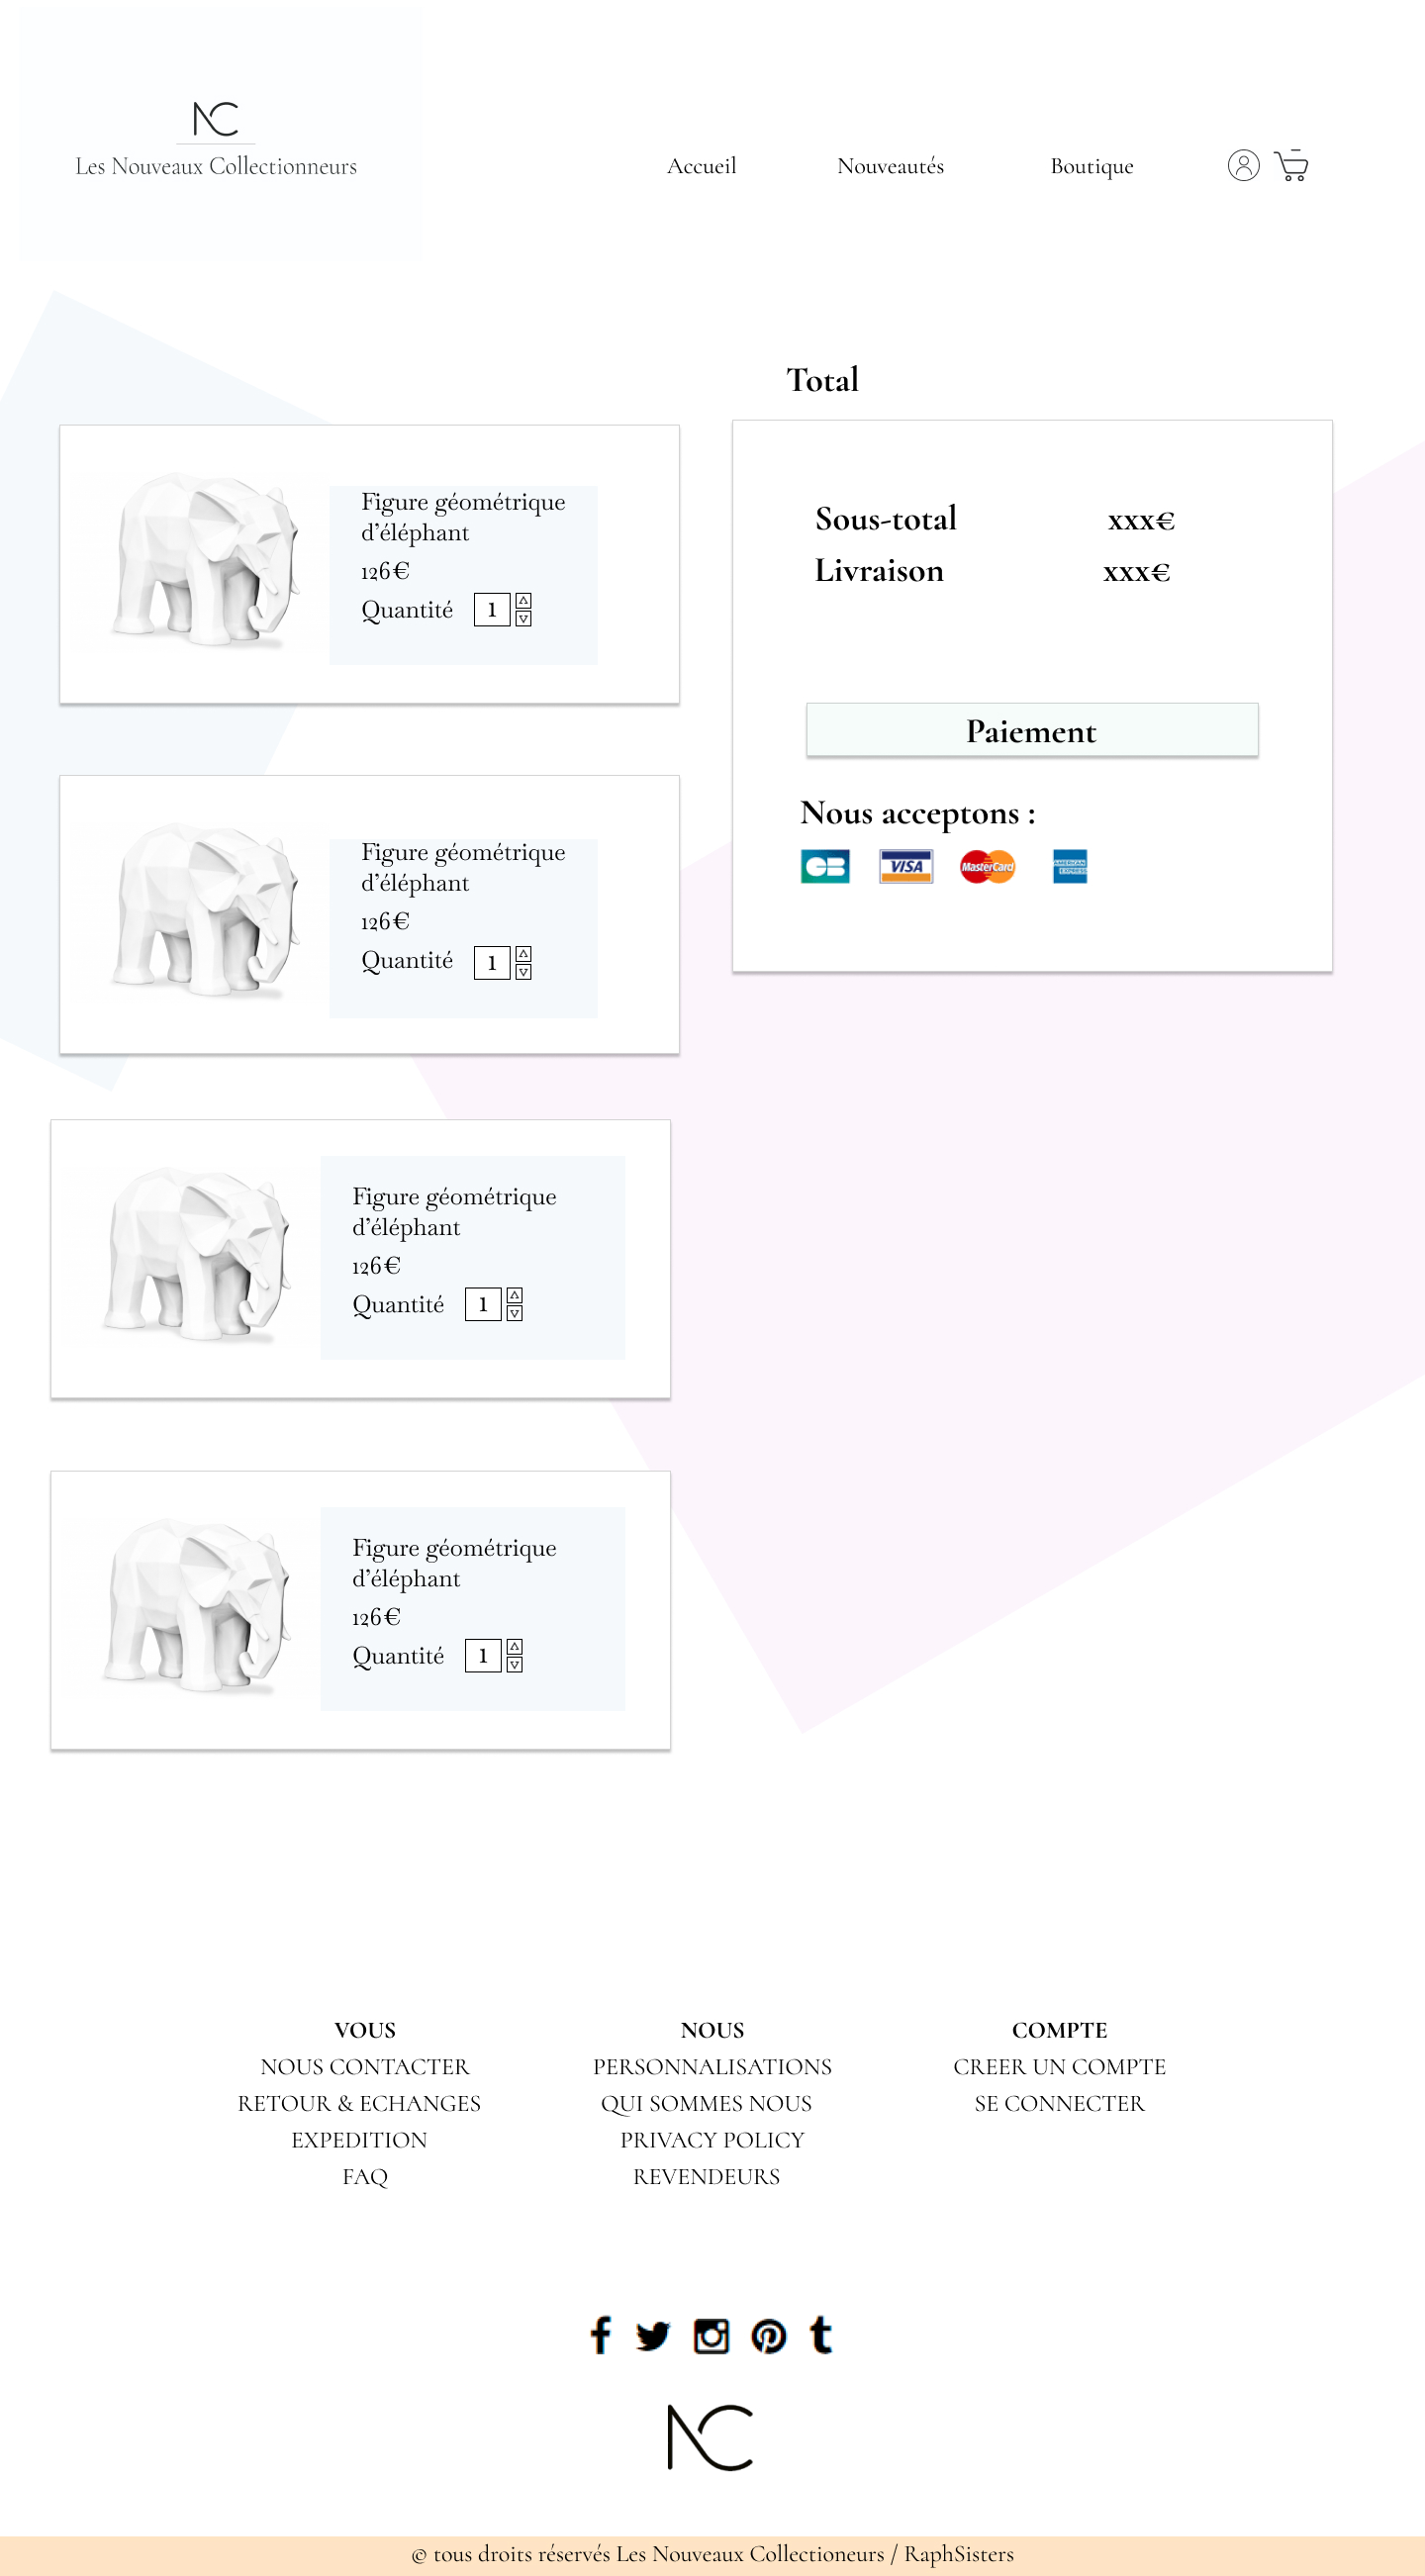 NC
Les Nouveaux Collectionneurs
Accueil Nouveautés Boutique
Total
Figure géométrique
d'éléphant
126€
Quantité 1
Sous-total xxx€
Livraison xxx€
Paiement
Nous acceptons :
CB VISA MasterCard AMERICAN EXPRESS
Figure géométrique
d'éléphant
126€
Quantité 1
Figure géométrique
d'éléphant
126€
Quantité 1
Figure géométrique
d'éléphant
126€
Quantité 1
VOUS
NOUS CONTACTER
RETOUR & ECHANGES
EXPEDITION
FAQ
NOUS
PERSONNALISATIONS
QUI SOMMES NOUS
PRIVACY POLICY
REVENDEURS
COMPTE
CREER UN COMPTE
SE CONNECTER
NC
© tous droits réservés Les Nouveaux Collectioneurs / RaphSisters